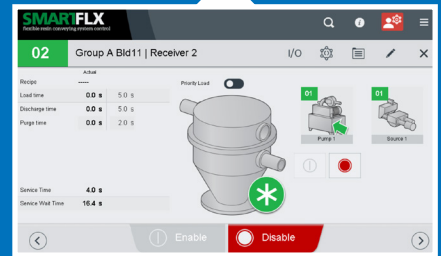 SMARTFLX
flexible resin conveying system control
02 Group A Bld11 | Receiver 2 I/O
Actual
Recipe -----
Priority Load
Load time 0.0 s 5.0 s
Discharge time 0.0 s 5.0 s
Purge time 0.0 s 2.0 s
01
Pump 1
01
Source 1
Service Time 4.0 s
Service Wait Time 16.4 s
Enable
Disable